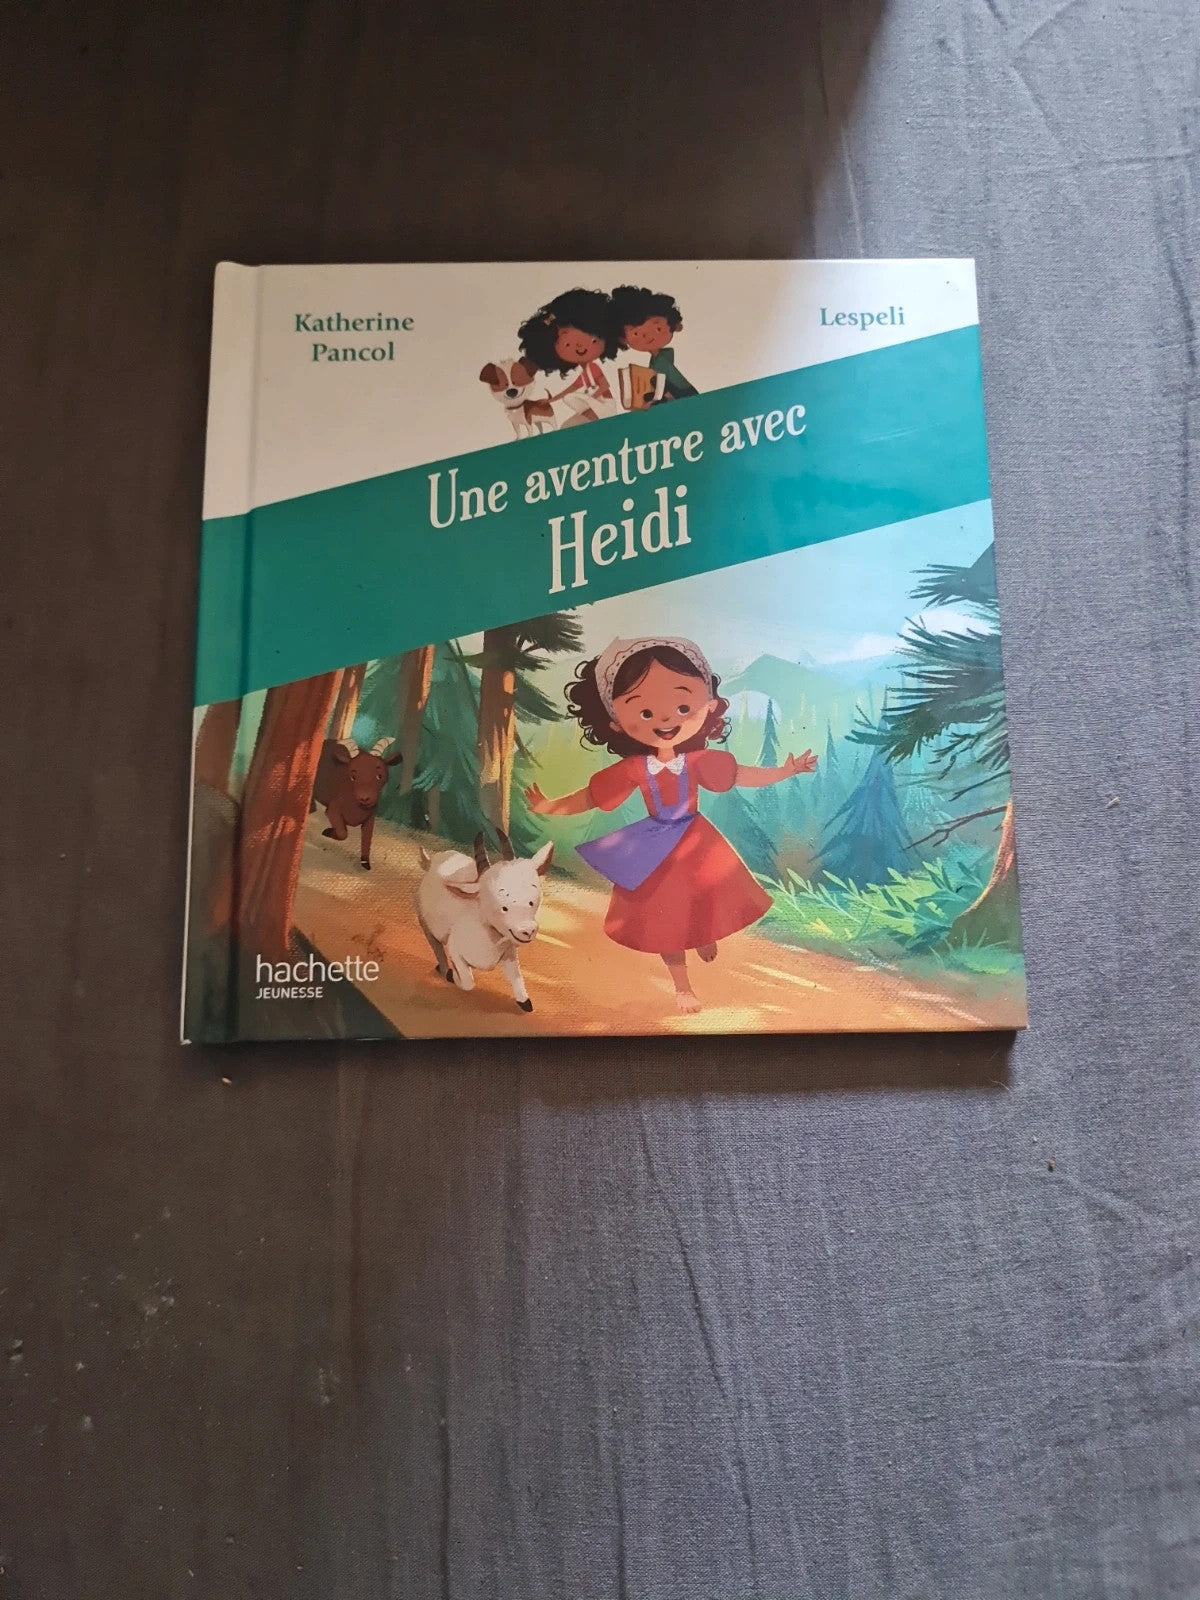 Katherine
Pancol
Lespeli
Une aventure avec
Heidi
hachette
JEUNESSE